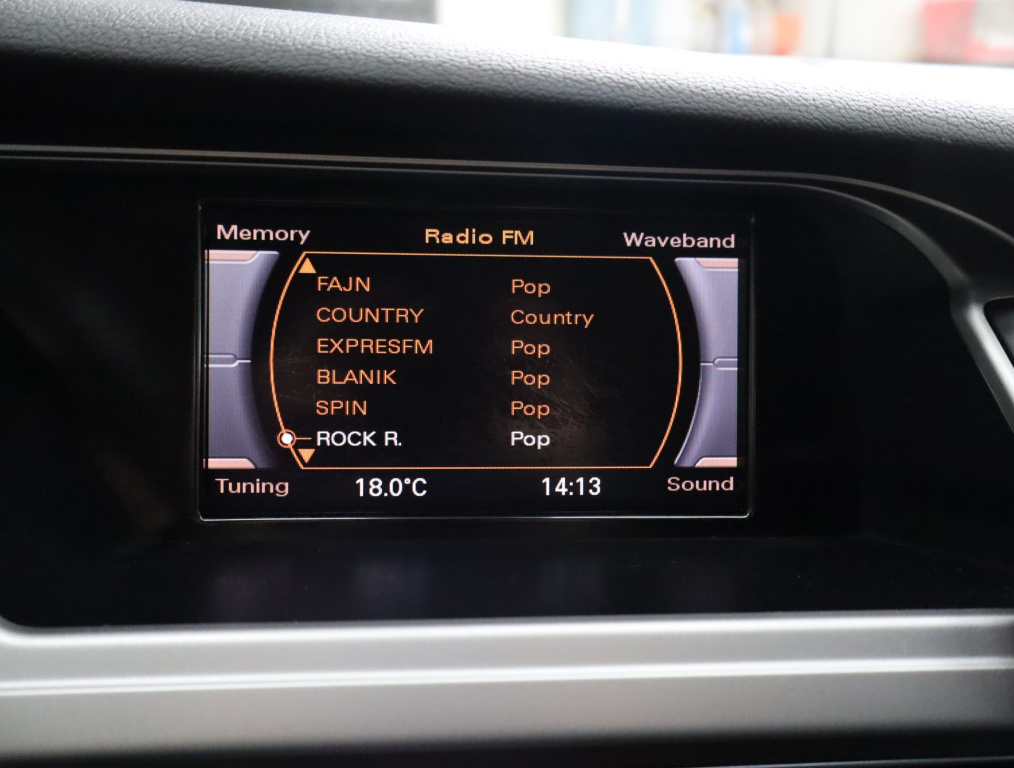 Memory Radio FM Waveband
FAJN Pop
COUNTRY Country
EXPRESFM Pop
BLANIK Pop
SPIN Pop
ROCK R. Pop
Tuning 18.0°C 14:13 Sound